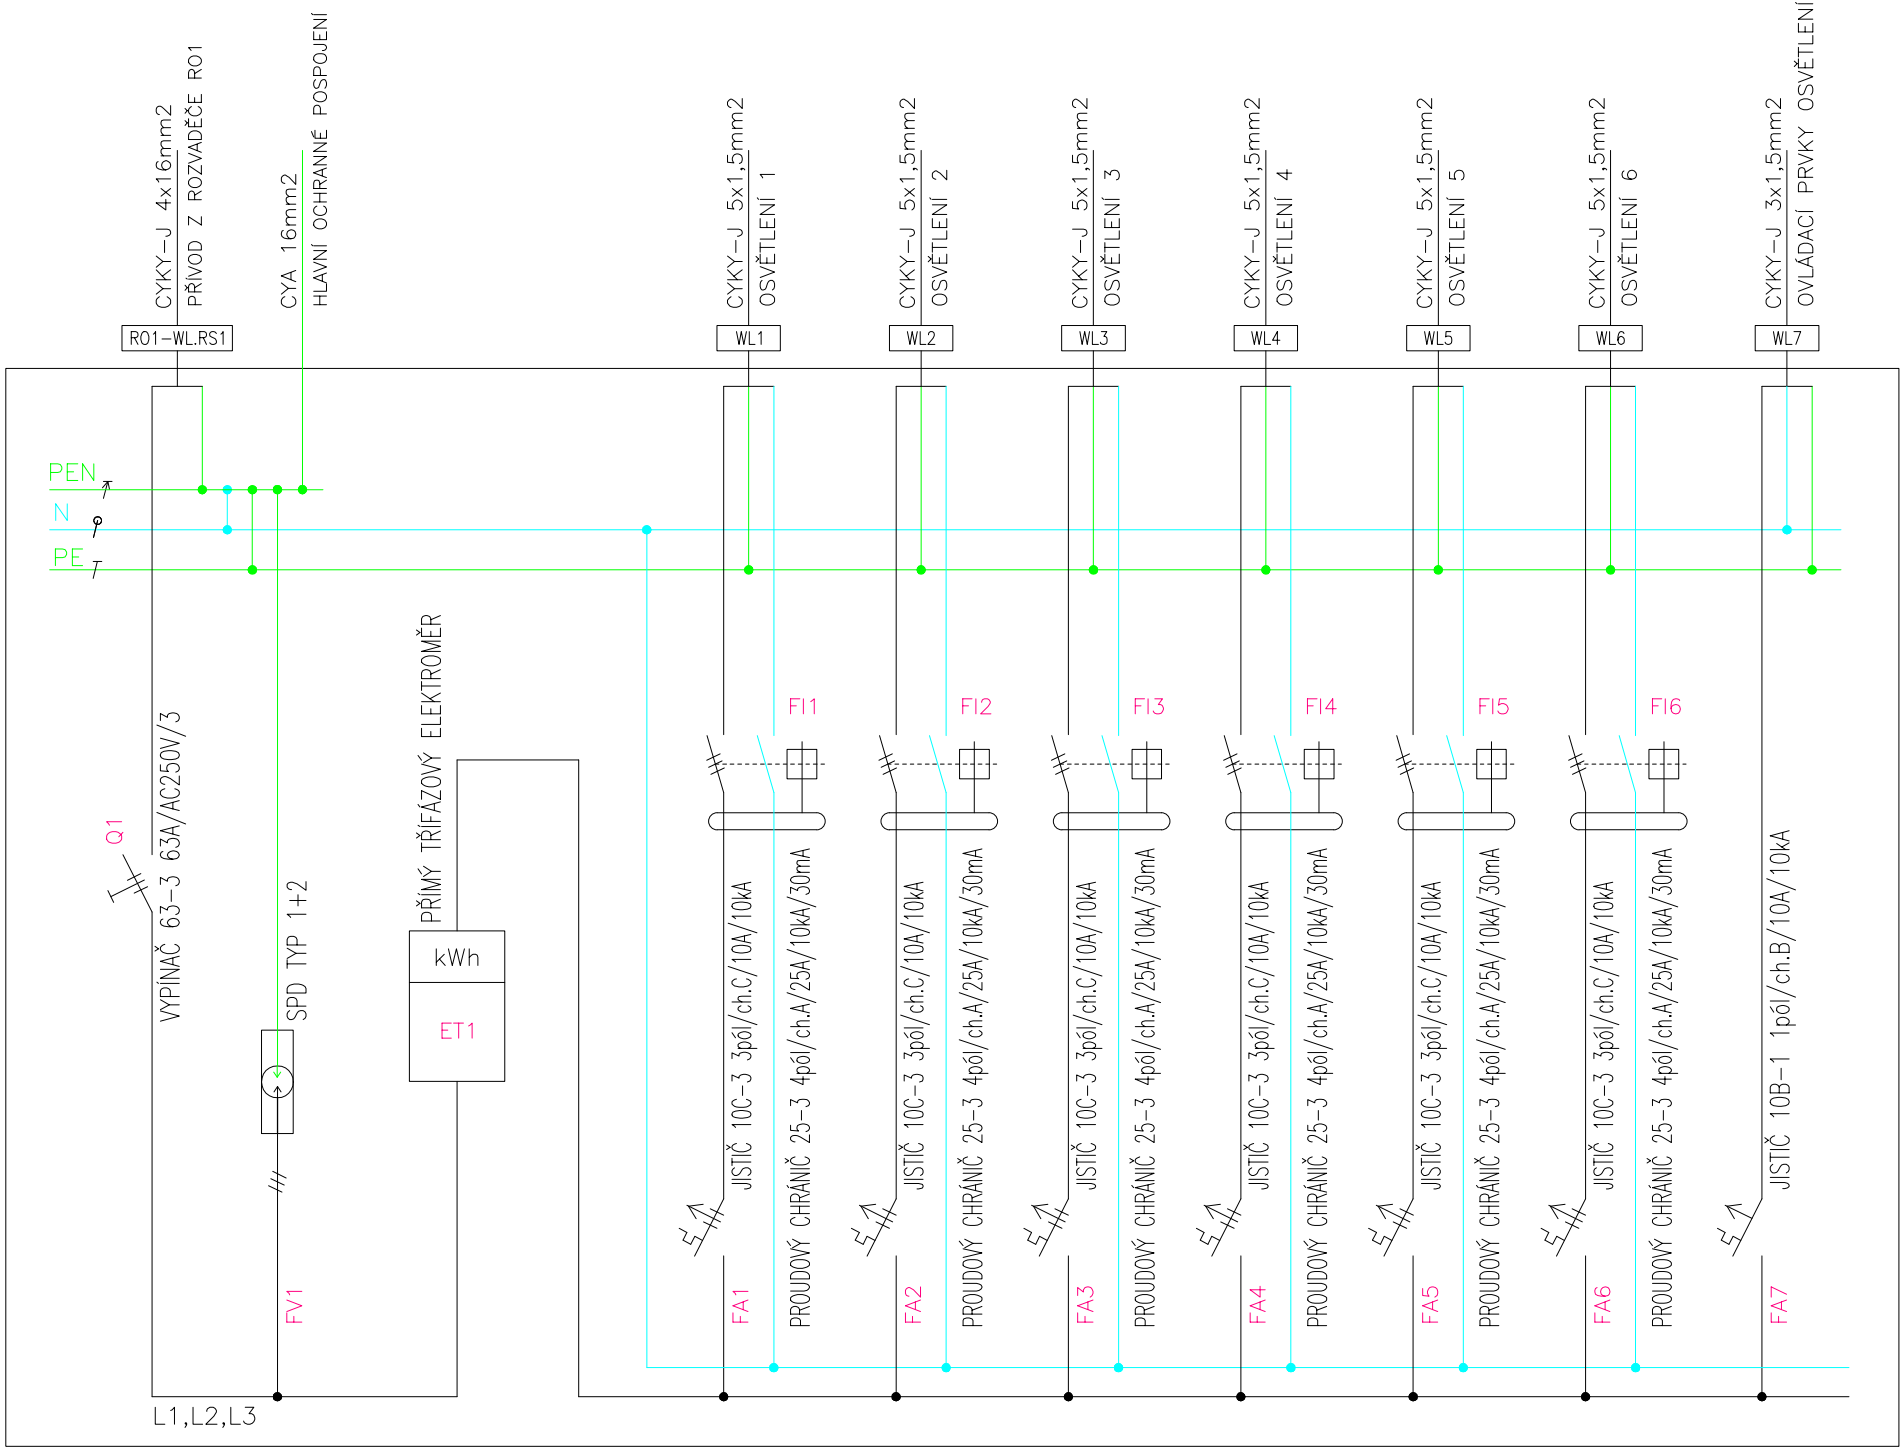 CYKY-J 4x16mm2
PŘÍVOD Z ROZVADĚČE RO1
CYA 16mm2
HLAVNÍ OCHRANNÉ POSPOJENÍ
CYKY-J 5x1,5mm2
OSVĚTLENÍ 1
CYKY-J 5x1,5mm2
OSVĚTLENÍ 2
CYKY-J 5x1,5mm2
OSVĚTLENÍ 3
CYKY-J 5x1,5mm2
OSVĚTLENÍ 4
CYKY-J 5x1,5mm2
OSVĚTLENÍ 5
CYKY-J 5x1,5mm2
OSVĚTLENÍ 6
CYKY-J 3x1,5mm2
OVLÁDACÍ PRVKY OSVĚTLENÍ
RO1-WL.RS1
WL1
WL2
WL3
WL4
WL5
WL6
WL7
PEN
N
PE
Q1
VYPÍNAČ 63-3 63A/AC250V/3
FV1
SPD TYP 1+2
PŘÍMÝ TŘÍFÁZOVÝ ELEKTROMĚR
kWh
ET1
FI1
FI2
FI3
FI4
FI5
FI6
FA1
JISTIČ 10C-3 3pól/ch.C/10A/10kA
PROUDOVÝ CHRÁNIČ 25-3 4pól/ch.A/25A/10kA/30mA
FA2
JISTIČ 10C-3 3pól/ch.C/10A/10kA
PROUDOVÝ CHRÁNIČ 25-3 4pól/ch.A/25A/10kA/30mA
FA3
JISTIČ 10C-3 3pól/ch.C/10A/10kA
PROUDOVÝ CHRÁNIČ 25-3 4pól/ch.A/25A/10kA/30mA
FA4
JISTIČ 10C-3 3pól/ch.C/10A/10kA
PROUDOVÝ CHRÁNIČ 25-3 4pól/ch.A/25A/10kA/30mA
FA5
JISTIČ 10C-3 3pól/ch.C/10A/10kA
PROUDOVÝ CHRÁNIČ 25-3 4pól/ch.A/25A/10kA/30mA
FA6
JISTIČ 10C-3 3pól/ch.C/10A/10kA
PROUDOVÝ CHRÁNIČ 25-3 4pól/ch.A/25A/10kA/30mA
FA7
JISTIČ 10B-1 1pól/ch.B/10A/10kA
L1,L2,L3